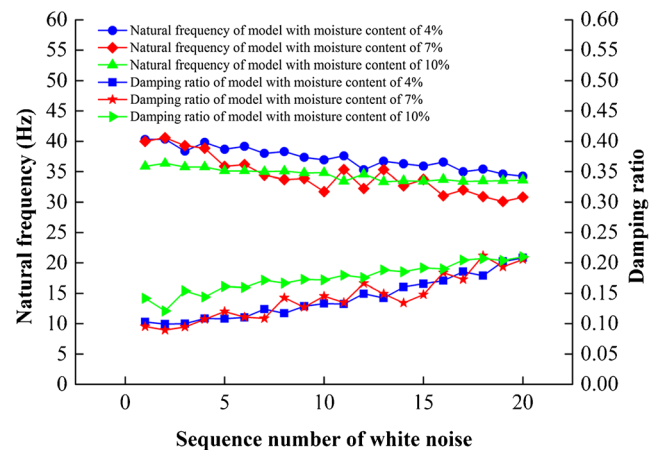 Natural frequency of model with moisture content of 4%
Natural frequency of model with moisture content of 7%
Natural frequency of model with moisture content of 10%
Damping ratio of model with moisture content of 4%
Damping ratio of model with moisture content of 7%
Damping ratio of model with moisture content of 10%
Natural frequency (Hz)
60
55
50
45
40
35
30
25
20
15
10
5
0
0.60
0.55
0.50
0.45
0.40
0.35
0.30
0.25
0.20
0.15
0.10
0.05
0.00
Damping ratio
0 5 10 15 20
Sequence number of white noise